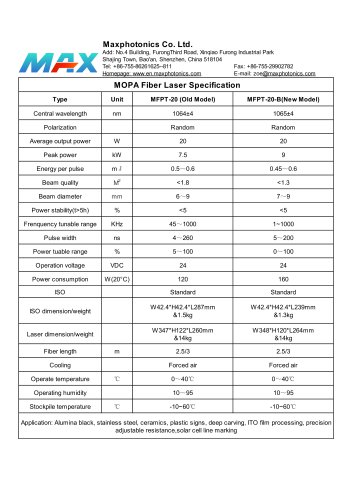 MAX
Maxphotonics Co. Ltd.
Add: No.4 Building, FurongThird Road, Xinqiao Furong Industrial Park
Shajing Town, Bao'an, Shenzhen, China 518104
Tel: +86-755-80261625--811 Fax: +86-755-29902782
Homepage: www.en.maxphotonics.com E-mail: zoe@maxphotonics.com
MOPA Fiber Laser Specification
Type Unit MFPT-20 (Old Model) MFPT-20-B(New Model)
Central wavelength nm 1064±4 1065±4
Polarization Random Random
Average output power W 20 20
Peak power kW 7.5 9
Energy per pulse mJ 0.5~0.6 0.45~0.6
Beam quality M² <1.8 <1.3
Beam diameter mm 6~9 7~9
Power stability(t>5h) % <5 <5
Frenquency tunable range KHz 45~1000 1~1000
Pulse width ns 4~260 5~200
Power tuable range % 5~100 0~100
Operation voltage VDC 24 24
Power consumption W(20°C) 120 160
ISO Standard Standard
ISO dimension/weight W42.4*H42.4*L287mm &1.5kg W42.4*H42.4*L239mm &1.3kg
Laser dimension/weight W347*H122*L260mm &14kg W348*H120*L264mm &14kg
Fiber length m 2.5/3 2.5/3
Cooling Forced air Forced air
Operate temperature ℃ 0~40℃ 0~40℃
Operating humidity 10~95 10~95
Stockpile temperature ℃ -10~60℃ -10~60℃
Application: Alumina black, stainless steel, ceramics, plastic signs, deep carving, ITO film processing, precision
adjustable resistance,solar cell line marking